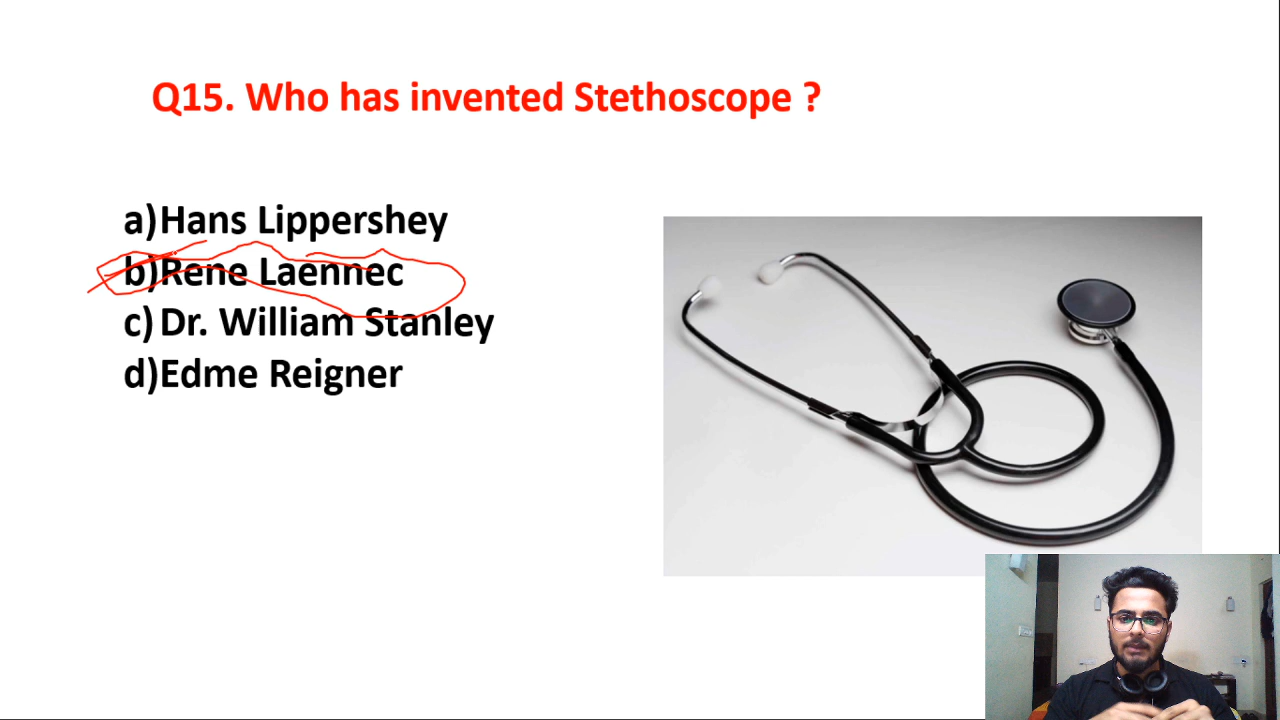 Q15. Who has invented Stethoscope ?
a)Hans Lippershey
b)Rene Laennec
c) Dr. William Stanley
d)Edme Reigner